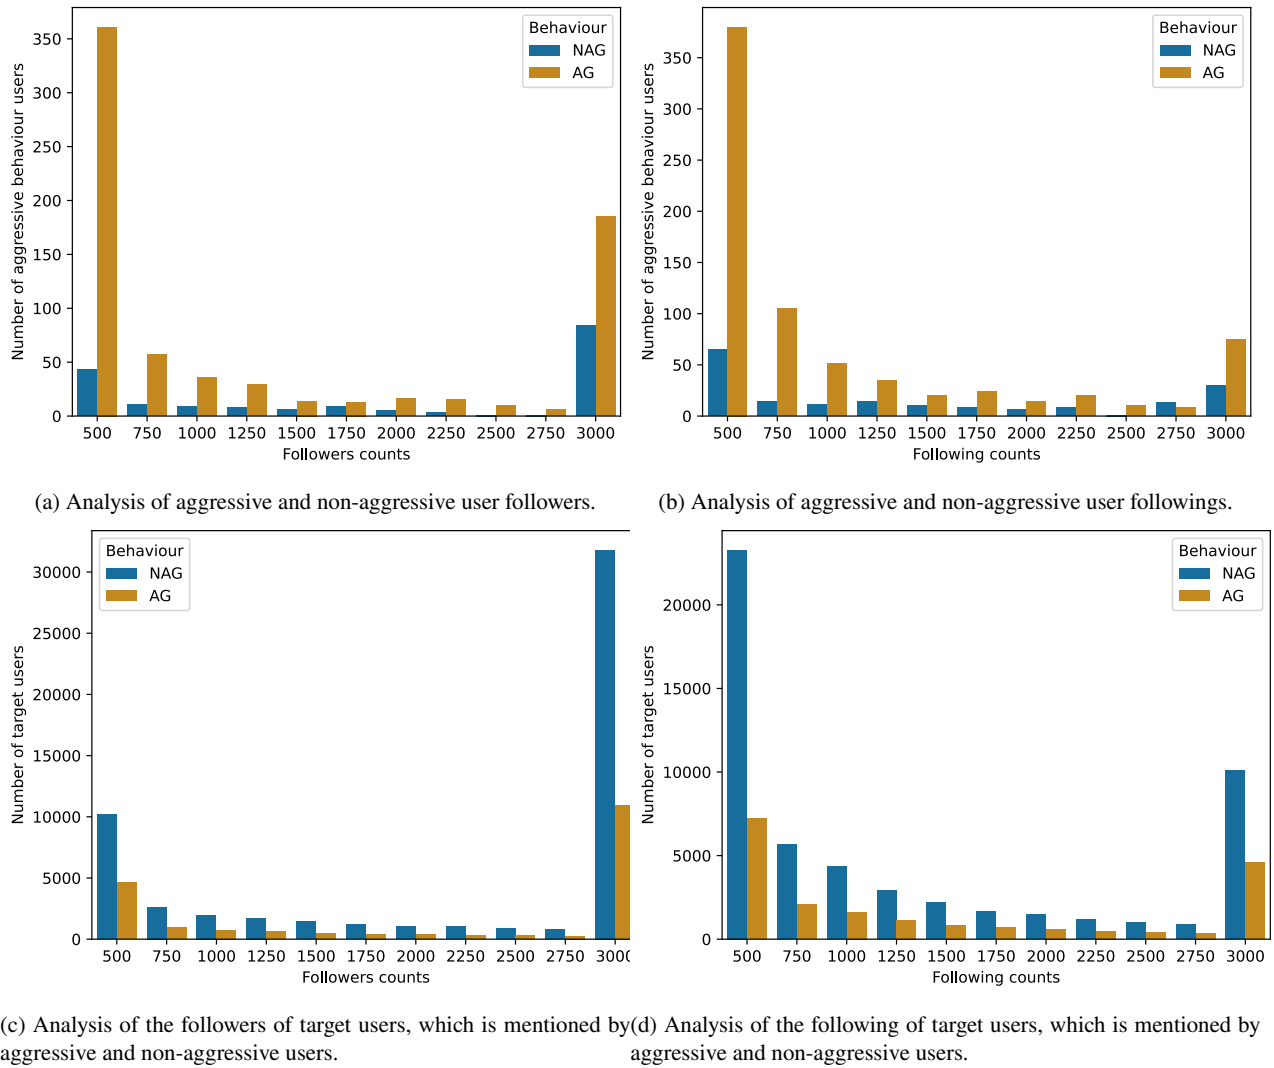 Number of aggressive behaviour users
350
300
250
200
150
100
50
0
Behaviour
NAG
AG
500 750 1000 1250 1500 1750 2000 2250 2500 2750 3000
Followers counts
(a) Analysis of aggressive and non-aggressive user followers.
Number of aggressive behaviour users
350
300
250
200
150
100
50
0
Behaviour
NAG
AG
500 750 1000 1250 1500 1750 2000 2250 2500 2750 3000
Following counts
(b) Analysis of aggressive and non-aggressive user followings.
Number of target users
30000
25000
20000
15000
10000
5000
0
Behaviour
NAG
AG
500 750 1000 1250 1500 1750 2000 2250 2500 2750 3000
Followers counts
(c) Analysis of the followers of target users, which is mentioned by
aggressive and non-aggressive users.
Number of target users
20000
15000
10000
5000
0
Behaviour
NAG
AG
500 750 1000 1250 1500 1750 2000 2250 2500 2750 3000
Following counts
(d) Analysis of the following of target users, which is mentioned by
aggressive and non-aggressive users.